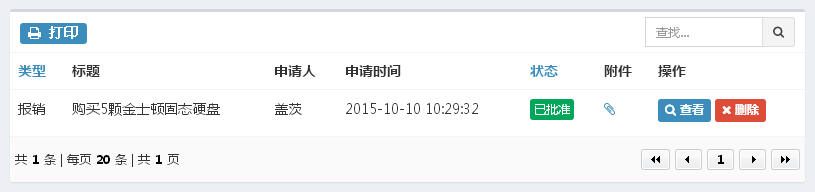 打印 查找...
类型 标题 申请人 申请时间 状态 附件 操作
报销 购买5颗金士顿固态硬盘 盖茨 2015-10-10 10:29:32 已批准 查看 删除
共 1 条 | 每页 20 条 | 共 1 页 1